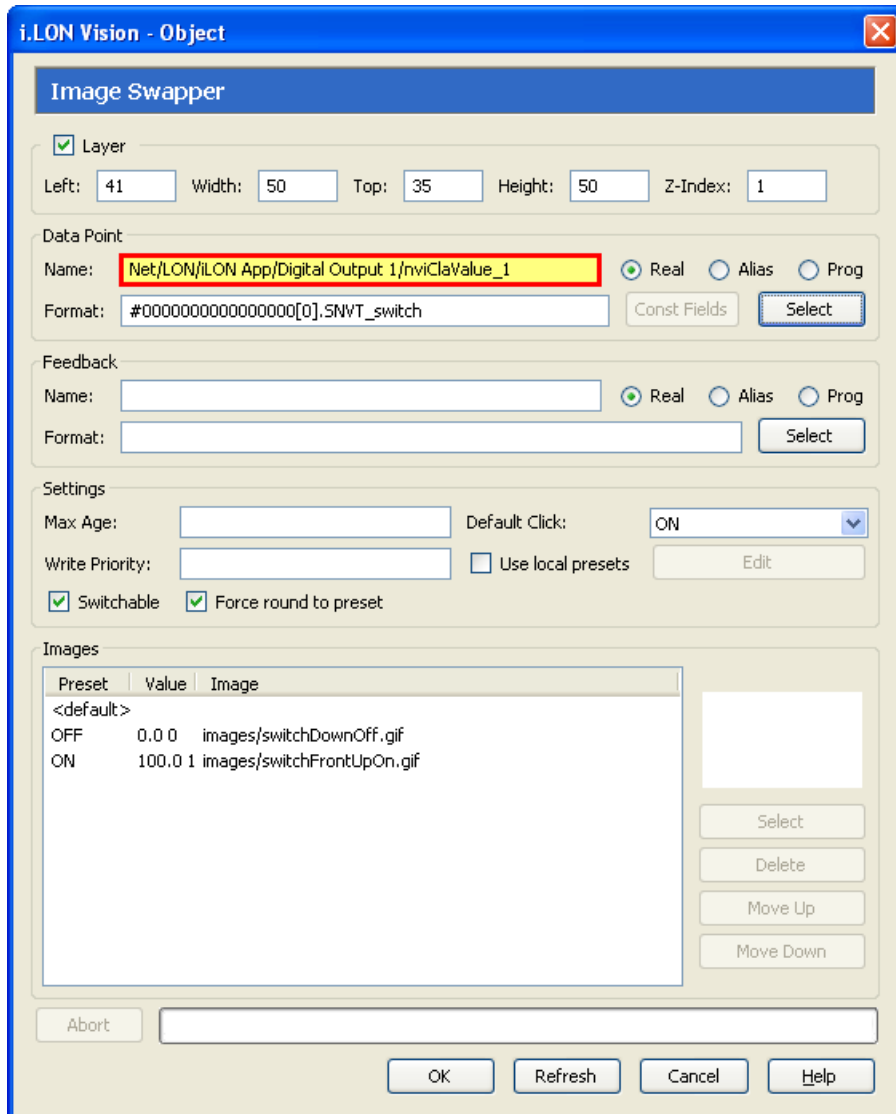 i.LON Vision - Object
Image Swapper
Layer
Left: 41 Width: 50 Top: 35 Height: 50 Z-Index: 1
Data Point
Name: Net/LON/iLON App/Digital Output 1/nviClaValue_1 Real Alias Prog
Format: #0000000000000000[0].SNVT_switch Const Fields Select
Feedback
Name: Real Alias Prog
Format: Select
Settings
Max Age: Default Click: ON
Write Priority: Use local presets Edit
Switchable Force round to preset
Images
Preset Value Image
<default>
OFF 0.0 0 images/switchDownOff.gif
ON 100.0 1 images/switchFrontUpOn.gif
Select
Delete
Move Up
Move Down
Abort
OK Refresh Cancel Help